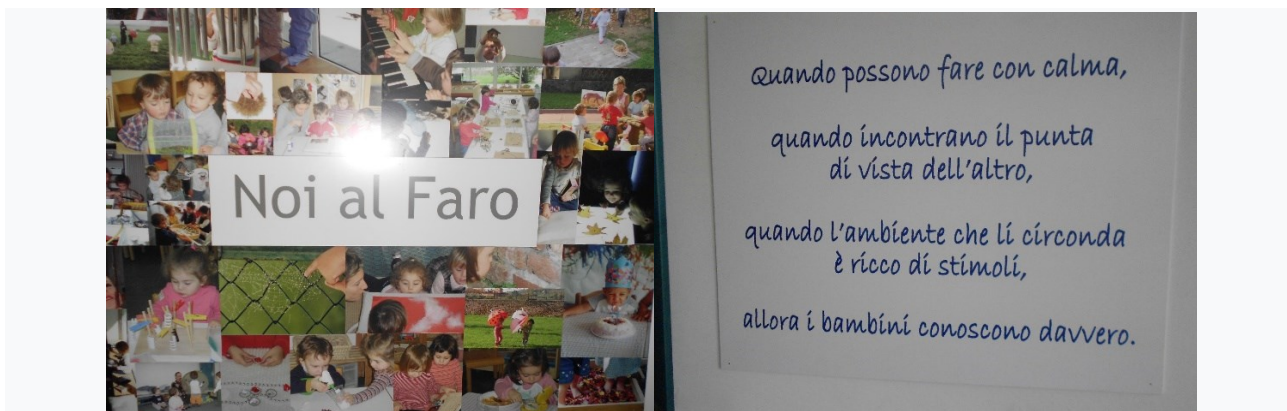 Noi al Faro
Quando possono fare con calma,
quando incontrano il punta
di vista dell'altro,
quando l'ambiente che li circonda
è ricco di stimoli,
allora i bambini conoscono davvero.